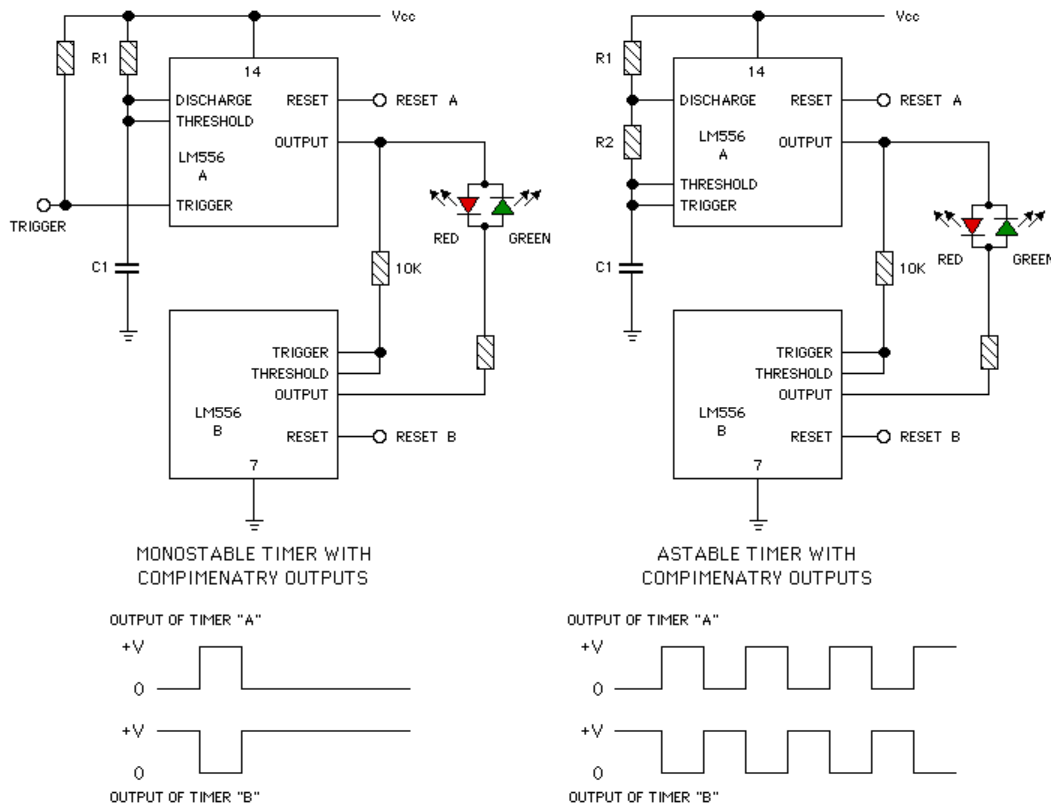 Vcc
R1
14
DISCHARGE
RESET
RESET A
THRESHOLD
OUTPUT
LM556
A
TRIGGER
TRIGGER
RED
GREEN
C1
10K
TRIGGER
THRESHOLD
OUTPUT
LM556
B
RESET
RESET B
7
MONOSTABLE TIMER WITH
COMPIMENATRY OUTPUTS
OUTPUT OF TIMER "A"
+V
0
+V
0
OUTPUT OF TIMER "B"
Vcc
R1
14
DISCHARGE
RESET
RESET A
R2
OUTPUT
LM556
A
THRESHOLD
TRIGGER
RED
GREEN
C1
10K
TRIGGER
THRESHOLD
OUTPUT
LM556
B
RESET
RESET B
7
ASTABLE TIMER WITH
COMPIMENATRY OUTPUTS
OUTPUT OF TIMER "A"
+V
0
+V
0
OUTPUT OF TIMER "B"